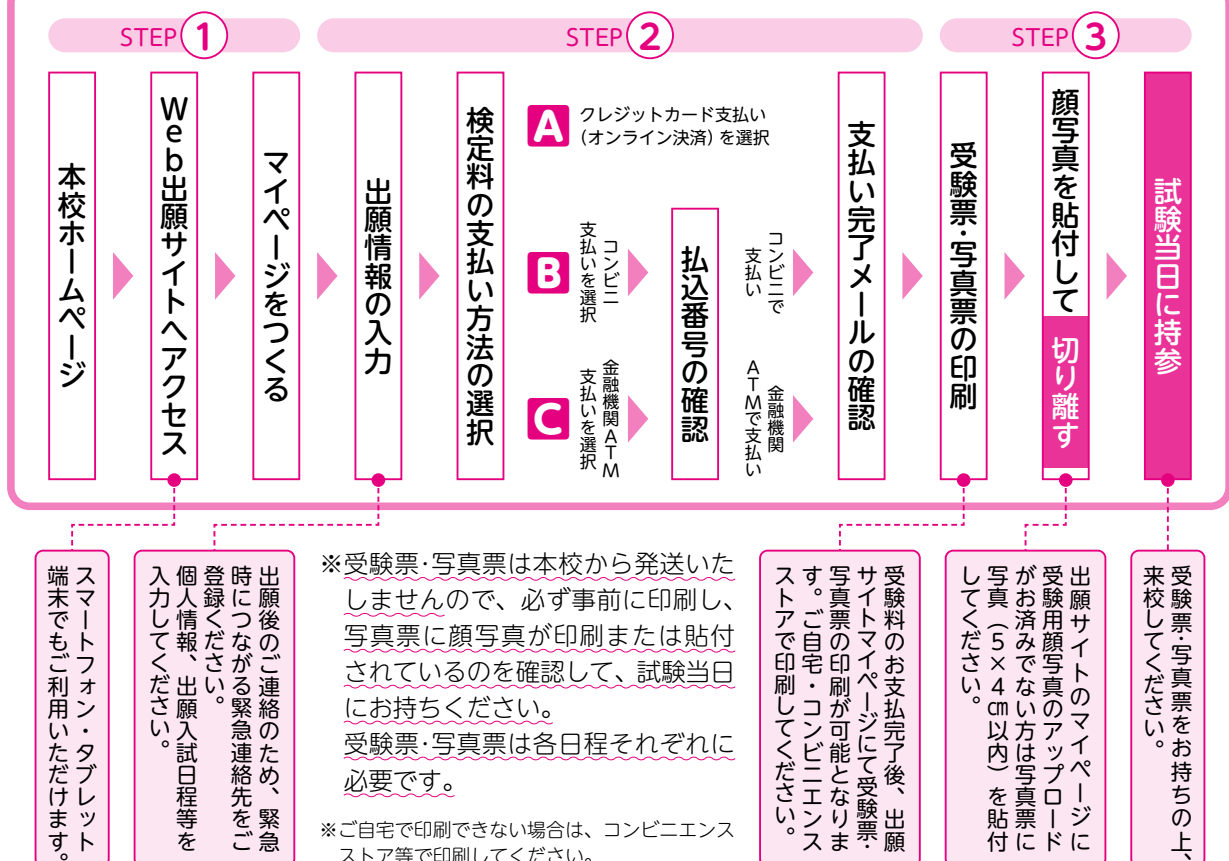 STEP 1
STEP 2
STEP 3
本校ホームページ
Web出願サイトへアクセス
マイページをつくる
出願情報の入力
検定料の支払い方法の選択
A
クレジットカード支払い
(オンライン決済)を選択
B
コンビニ
支払いを選択
C
金融機関ATM
支払いを選択
払込番号の確認
コンビニで
支払い
金融機関
ATMで支払い
支払い完了メールの確認
受験票・写真票の印刷
顔写真を貼付して切り離す
試験当日に持参
スマートフォン・タブレット
端末でもご利用いただけます。
出願後のご連絡のため、緊急
時につながる緊急連絡先をご
登録ください。
個人情報、出願入試日程等を
入力してください。
※受験票・写真票は本校から発送いた
しませんので、必ず事前に印刷し、
写真票に顔写真が印刷または貼付
されているのを確認して、試験当日
にお持ちください。
受験票・写真票は各日程それぞれに
必要です。
※ご自宅で印刷できない場合は、コンビニエンス
ストア等で印刷してください。
受験料のお支払完了後、出願
サイトマイページにて受験票・
写真票の印刷が可能となりま
す。ご自宅・コンビニエンス
ストアで印刷してください。
出願サイトのマイページに
受験用顔写真のアップロード
がお済みでない方は写真票に
写真(5×4㎝以内)を貼付
してください。
受験票・写真票をお持ちの上、
来校してください。